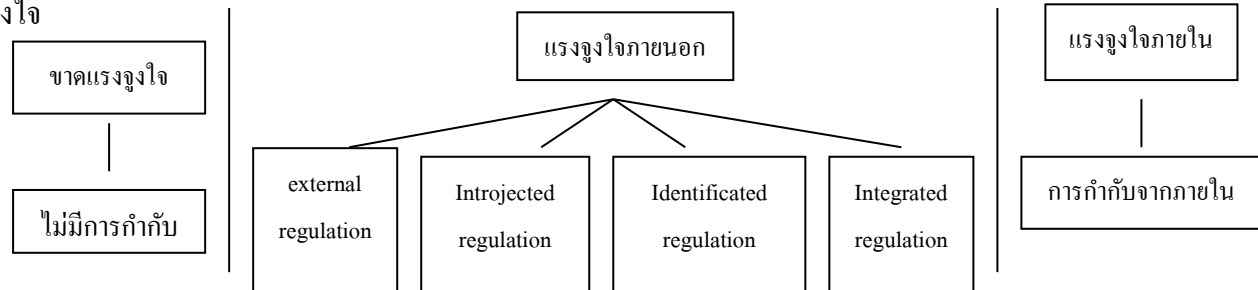 งใจ
ขาดแรงจูงใจ
ไม่มีการกำกับ
แรงจูงใจภายนอก
external
regulation
Introjected
regulation
Identificated
regulation
Integrated
regulation
แรงจูงใจภายใน
การกำกับจากภายใน